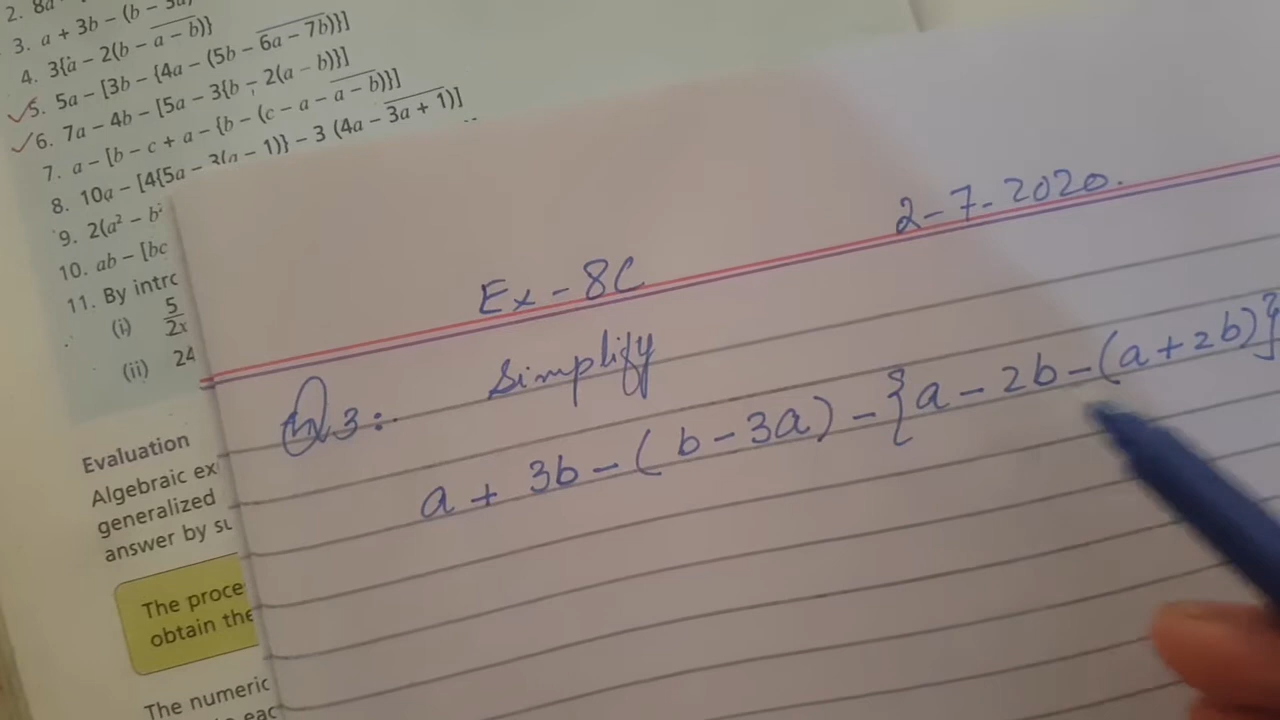 2. 8a
3. a + 3b – (b – 3a)
4. 3{a – 2(b – a – b)}
5. 5a – [3b – {4a – (5b – 6a – 7b)}]
6. 7a – 4b – [5a – 3{b – 2(a – b)}]
7. a – [b – c + a – {b – (c – a – a – b)}]
8. 10a – [4{5a – 3(a – 1)} – 3 (4a – 3a + 1)]
9. 2(a² – b²
10. ab – [bc
11. By intro
(i) 5
2x
(ii) 24
2-7-2020.
Ex-8C
Simplify
Q3:-
a + 3b – (b – 3a) – {a – 2b – (a + 2b)}
Evaluation
Algebraic ex
generalized
answer by su
The proce
obtain the
The numeric
eac